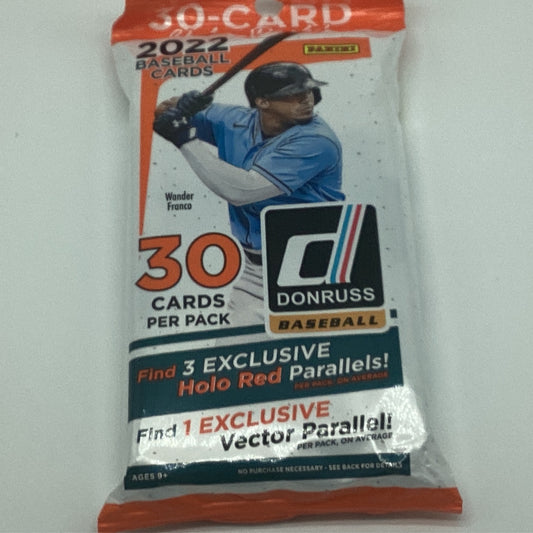 30-CARD
2022
BASEBALL
CARDS
PANINI
Wander
Franco
30
CARDS
PER PACK
d
DONRUSS
BASEBALL
Find 3 EXCLUSIVE
Holo Red Parallels!
PER PACK, ON AVERAGE
Find 1 EXCLUSIVE
Vector Parallel!
PER PACK, ON AVERAGE
AGES 9+
NO PURCHASE NECESSARY - SEE BACK FOR DETAILS